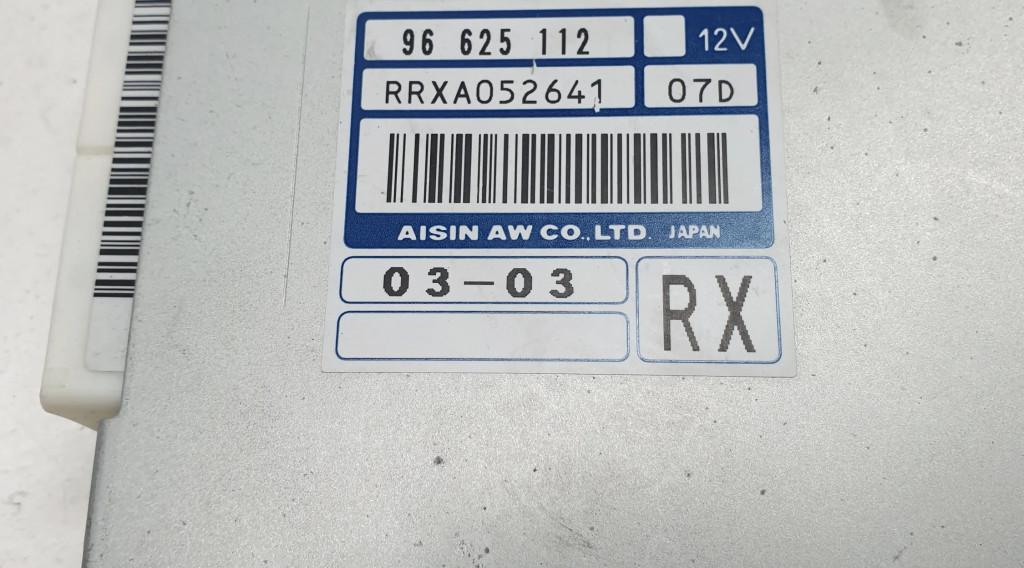 96 625 112 12V
RRXA052641 07D
AISIN AW CO.,LTD. JAPAN
03-03
RX